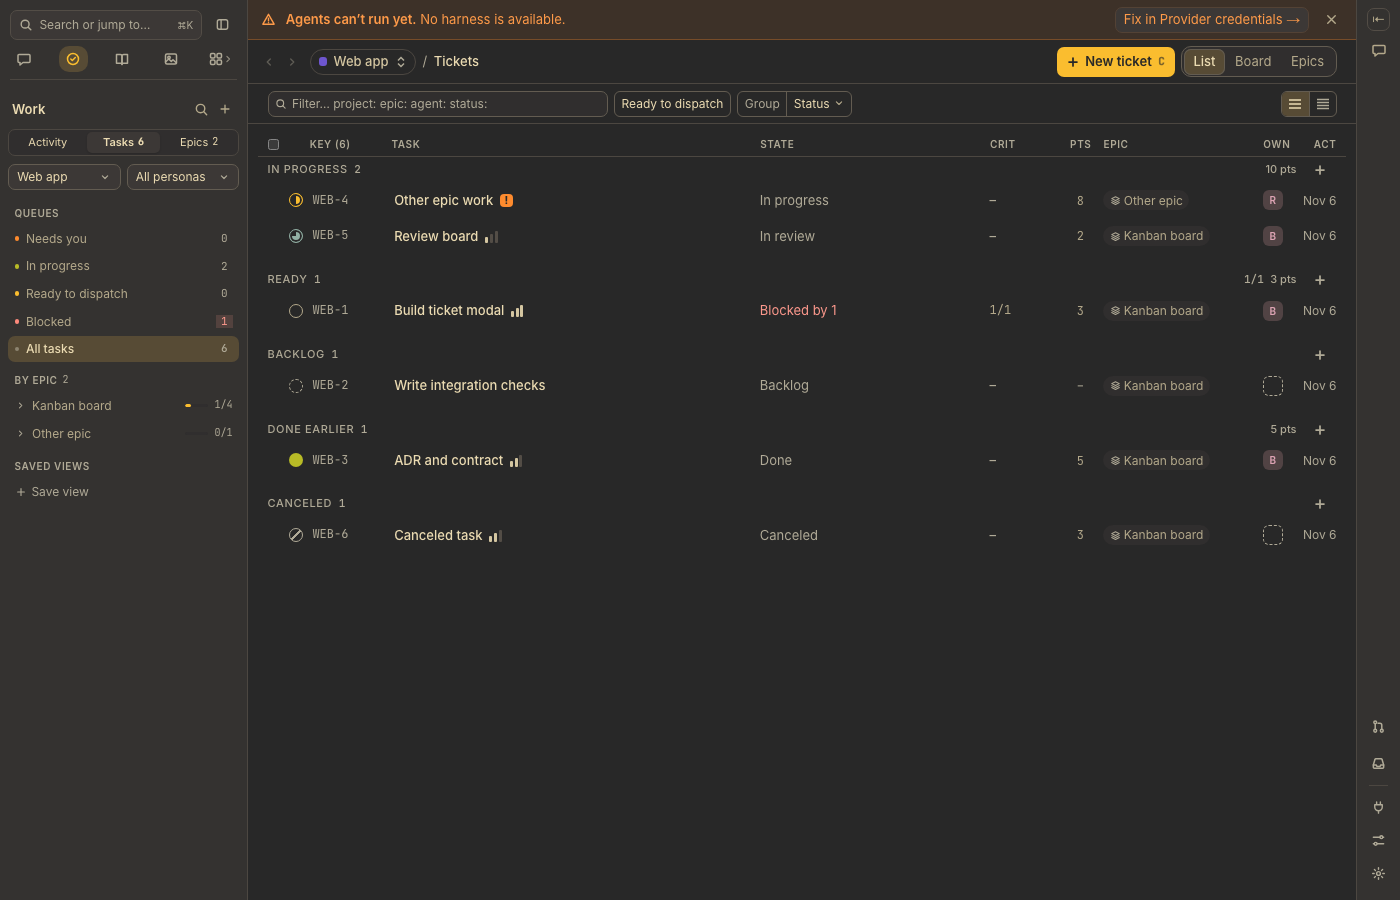 Search or jump to... ⌘K
Work
Activity Tasks 6 Epics 2
Web app All personas
QUEUES
Needs you 0
In progress 2
Ready to dispatch 0
Blocked 1
All tasks 6
BY EPIC 2
Kanban board 1/4
Other epic 0/1
SAVED VIEWS
+ Save view
Agents can't run yet. No harness is available. Fix in Provider credentials →
Web app / Tickets + New ticket C List Board Epics
Filter... project: epic: agent: status: Ready to dispatch Group Status
KEY (6) TASK STATE CRIT PTS EPIC OWN ACT
IN PROGRESS 2 10 pts +
WEB-4 Other epic work ! In progress – 8 Other epic R Nov 6
WEB-5 Review board In review – 2 Kanban board B Nov 6
READY 1 1/1 3 pts +
WEB-1 Build ticket modal Blocked by 1 1/1 3 Kanban board B Nov 6
BACKLOG 1 +
WEB-2 Write integration checks Backlog – – Kanban board Nov 6
DONE EARLIER 1 5 pts +
WEB-3 ADR and contract Done – 5 Kanban board B Nov 6
CANCELED 1 +
WEB-6 Canceled task Canceled – 3 Kanban board Nov 6